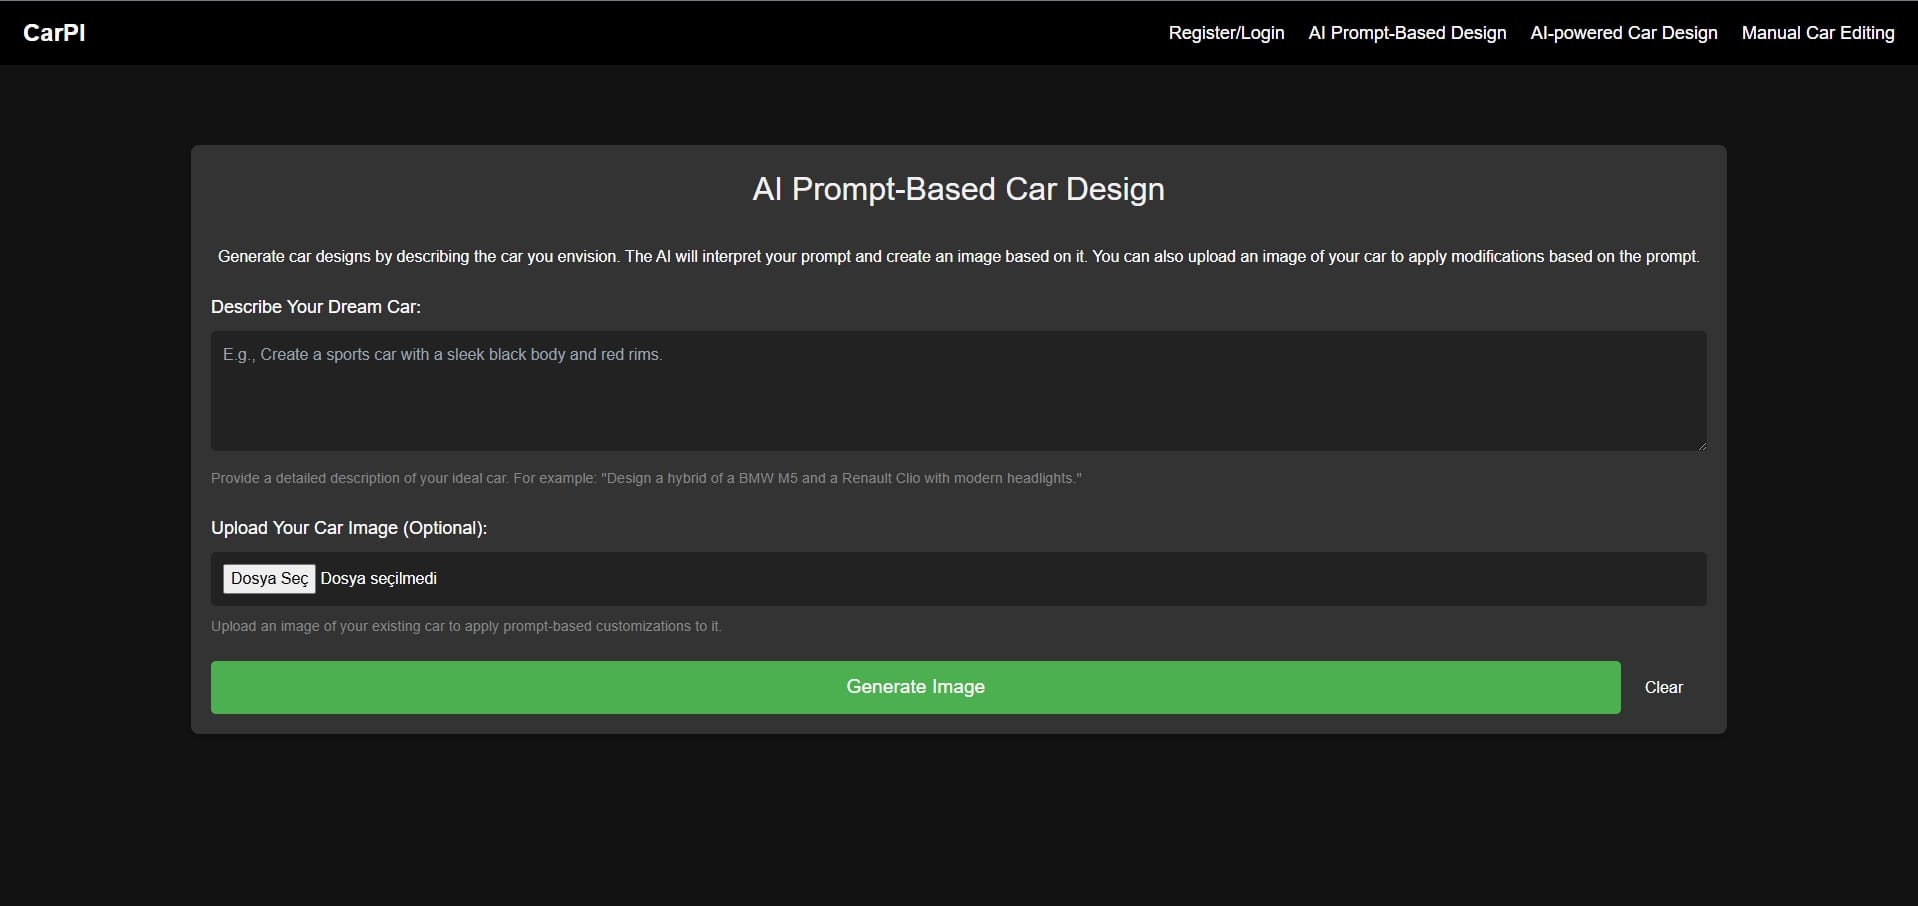 CarPI
Register/Login
AI Prompt-Based Design
AI-powered Car Design
Manual Car Editing
AI Prompt-Based Car Design
Generate car designs by describing the car you envision. The AI will interpret your prompt and create an image based on it. You can also upload an image of your car to apply modifications based on the prompt.
Describe Your Dream Car:
E.g., Create a sports car with a sleek black body and red rims.
Provide a detailed description of your ideal car. For example: "Design a hybrid of a BMW M5 and a Renault Clio with modern headlights."
Upload Your Car Image (Optional):
Dosya Seç Dosya seçilmedi
Upload an image of your existing car to apply prompt-based customizations to it.
Generate Image
Clear